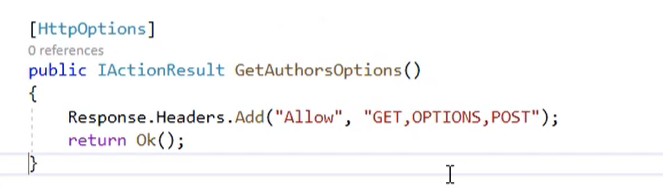 [HttpOptions]
0 references
public IActionResult GetAuthorsOptions()
{
Response.Headers.Add("Allow", "GET,OPTIONS,POST");
return Ok();
}